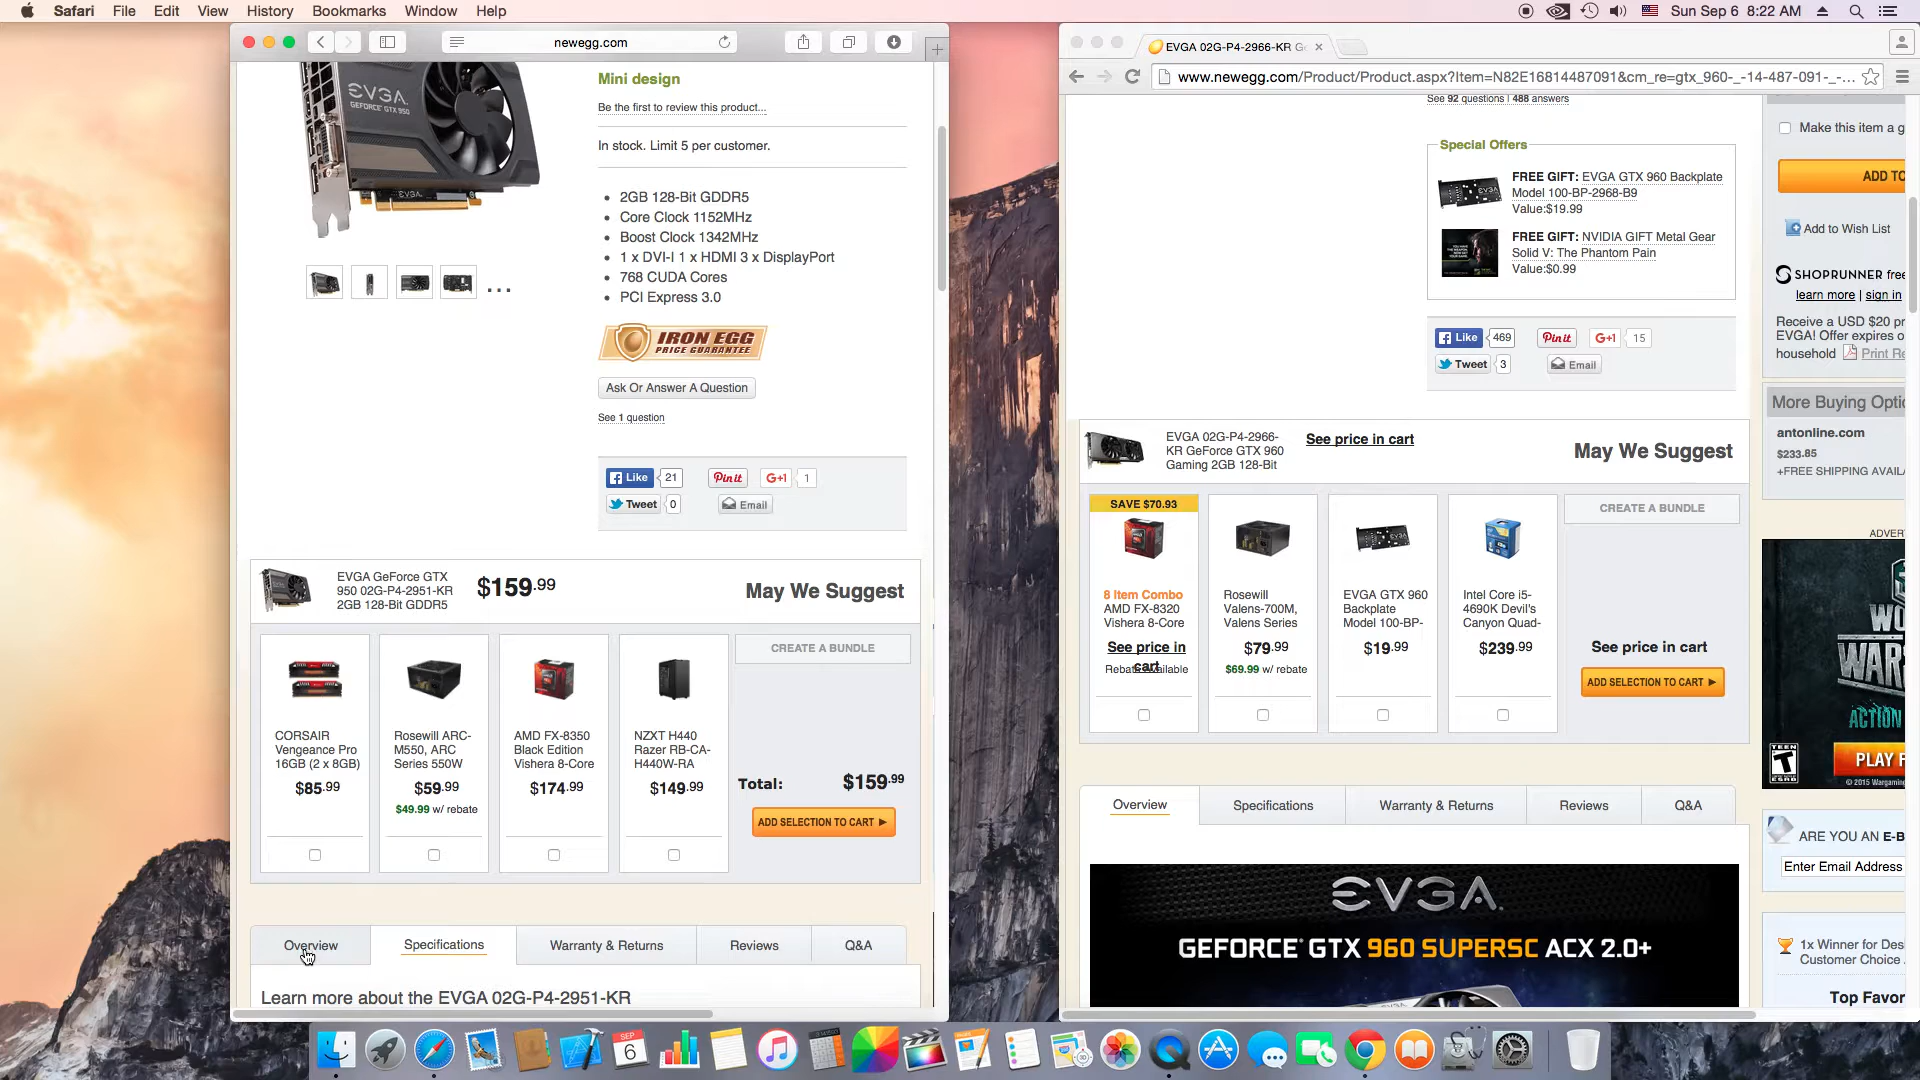 Safari File Edit View History Bookmarks Window Help
Sun Sep 6 8:22 AM
newegg.com
EVGA
GEFORCE GTX 950
EVGA
Mini design
Be the first to review this product...
In stock. Limit 5 per customer.
2GB 128-Bit GDDR5
Core Clock 1152MHz
Boost Clock 1342MHz
1 x DVI-I 1 x HDMI 3 x DisplayPort
768 CUDA Cores
PCI Express 3.0
...
IRON EGG
PRICE GUARANTEE
Ask Or Answer A Question
See 1 question
Like 21 Pin it G+1 1
Tweet 0 Email
EVGA GeForce GTX
950 02G-P4-2951-KR
2GB 128-Bit GDDR5
$159.99
May We Suggest
CORSAIR
Vengeance Pro
16GB (2 x 8GB)
$85.99
Rosewill ARC-
M550, ARC
Series 550W
$59.99
$49.99 w/ rebate
AMD FX-8350
Black Edition
Vishera 8-Core
$174.99
NZXT H440
Razer RB-CA-
H440W-RA
$149.99
CREATE A BUNDLE
Total: $159.99
ADD SELECTION TO CART
Overview Specifications Warranty & Returns Reviews Q&A
Learn more about the EVGA 02G-P4-2951-KR
EVGA 02G-P4-2966-KR G
www.newegg.com/Product/Product.aspx?Item=N82E16814487091&cm_re=gtx_960-_-14-487-091-_-...
See 92 questions | 488 answers
Special Offers
FREE GIFT: EVGA GTX 960 Backplate
Model 100-BP-2968-B9
Value:$19.99
FREE GIFT: NVIDIA GIFT Metal Gear
Solid V: The Phantom Pain
Value:$0.99
Like 469 Pin it G+1 15
Tweet 3 Email
EVGA 02G-P4-2966-
KR GeForce GTX 960
Gaming 2GB 128-Bit
See price in cart
May We Suggest
SAVE $70.93
8 Item Combo
AMD FX-8320
Vishera 8-Core
See price in
cart
Rebate Available
Rosewill
Valens-700M,
Valens Series
$79.99
$69.99 w/ rebate
EVGA GTX 960
Backplate
Model 100-BP-
$19.99
Intel Core i5-
4690K Devil's
Canyon Quad-
$239.99
CREATE A BUNDLE
See price in cart
ADD SELECTION TO CART
Overview Specifications Warranty & Returns Reviews Q&A
EVGA
GEFORCE GTX 960 SUPERSC ACX 2.0+
Make this item a g
ADD TO
Add to Wish List
SHOPRUNNER free
learn more | sign in
Receive a USD $20 pr
EVGA! Offer expires o
household Print Re
More Buying Optio
antonline.com
$233.85
+FREE SHIPPING AVAIL
ADVER
WO
WAR
ACTION
TEEN
T
ESRB
PLAY F
© 2015 Wargamin
ARE YOU AN E-B
Enter Email Address
1x Winner for Des
Customer Choice
Top Favor
SEP
6